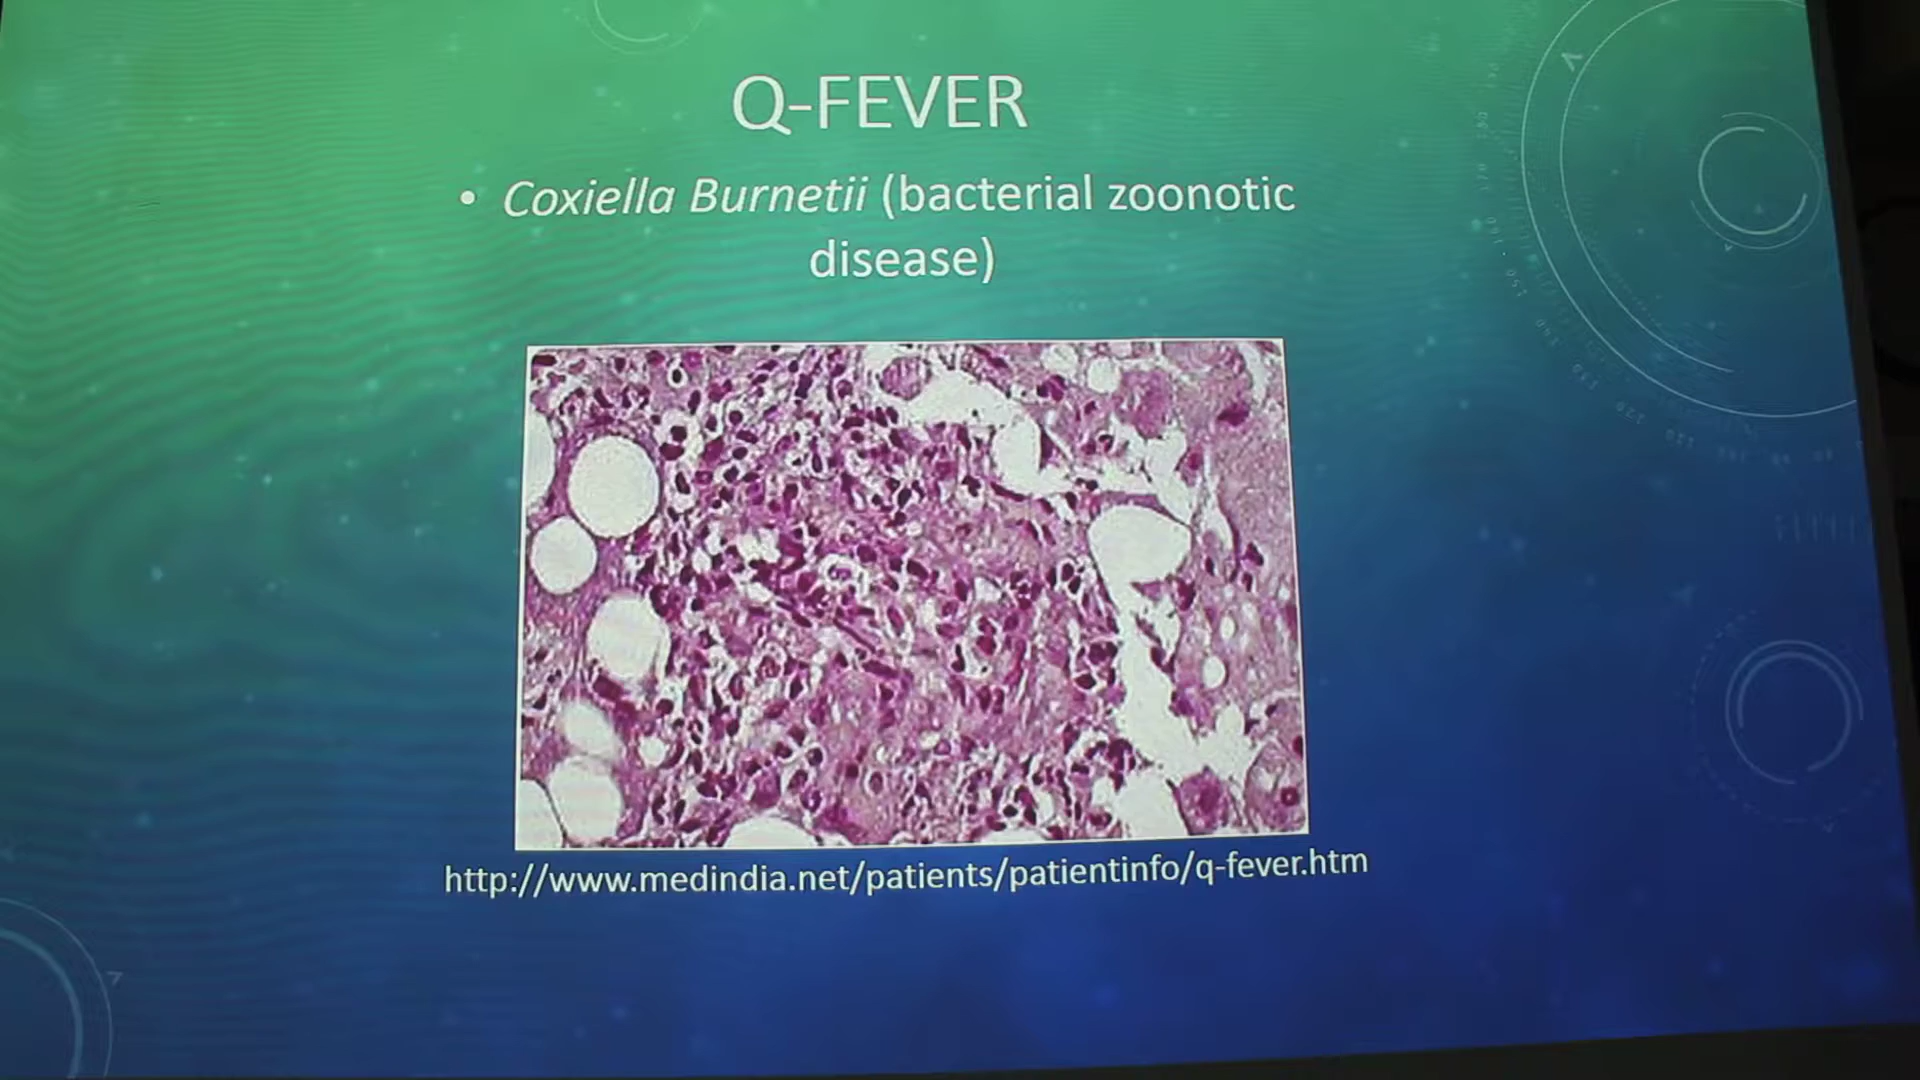 Q-FEVER
• Coxiella Burnetii (bacterial zoonotic
disease)
http://www.medindia.net/patients/patientinfo/q-fever.htm